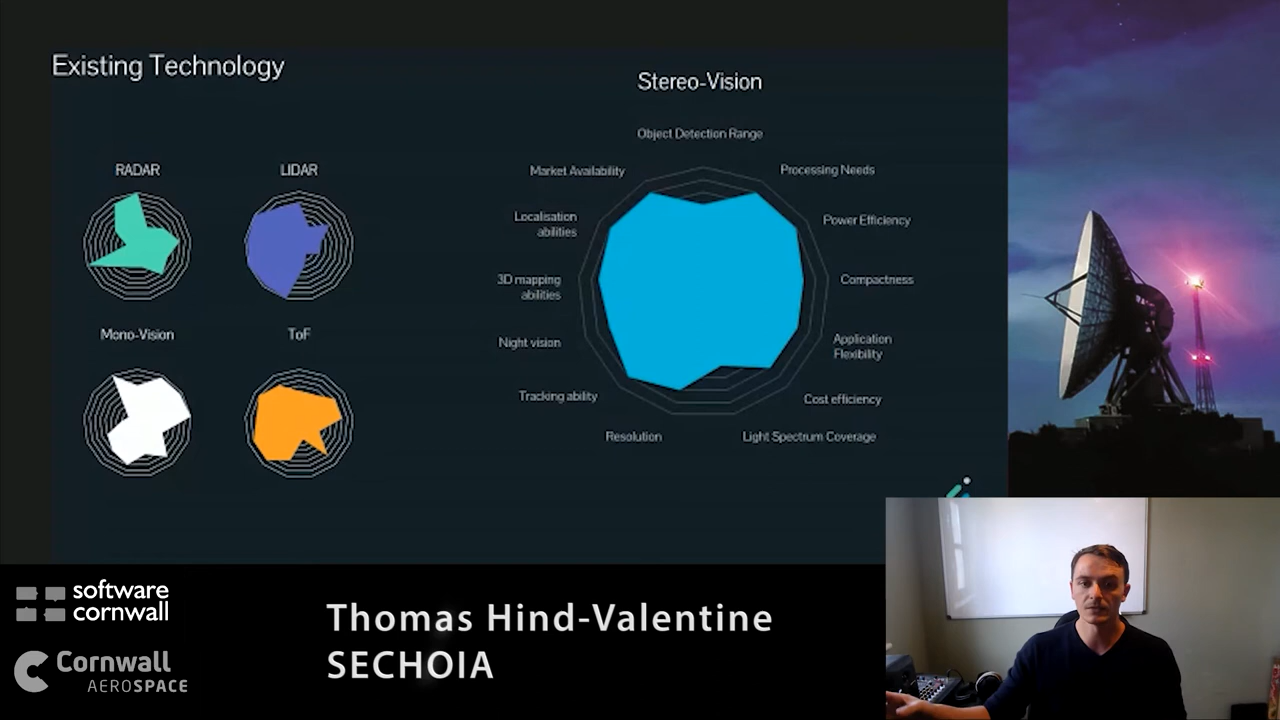 Existing Technology
RADAR
LIDAR
Mono-Vision
ToF
Stereo-Vision
Object Detection Range
Processing Needs
Power Efficiency
Compactness
Application
Flexibility
Cost efficiency
Light Spectrum Coverage
Resolution
Tracking ability
Night vision
3D mapping
abilities
Localisation
abilities
Market Availability
software
cornwall
Cornwall
AEROSPACE
Thomas Hind-Valentine
SECHOIA